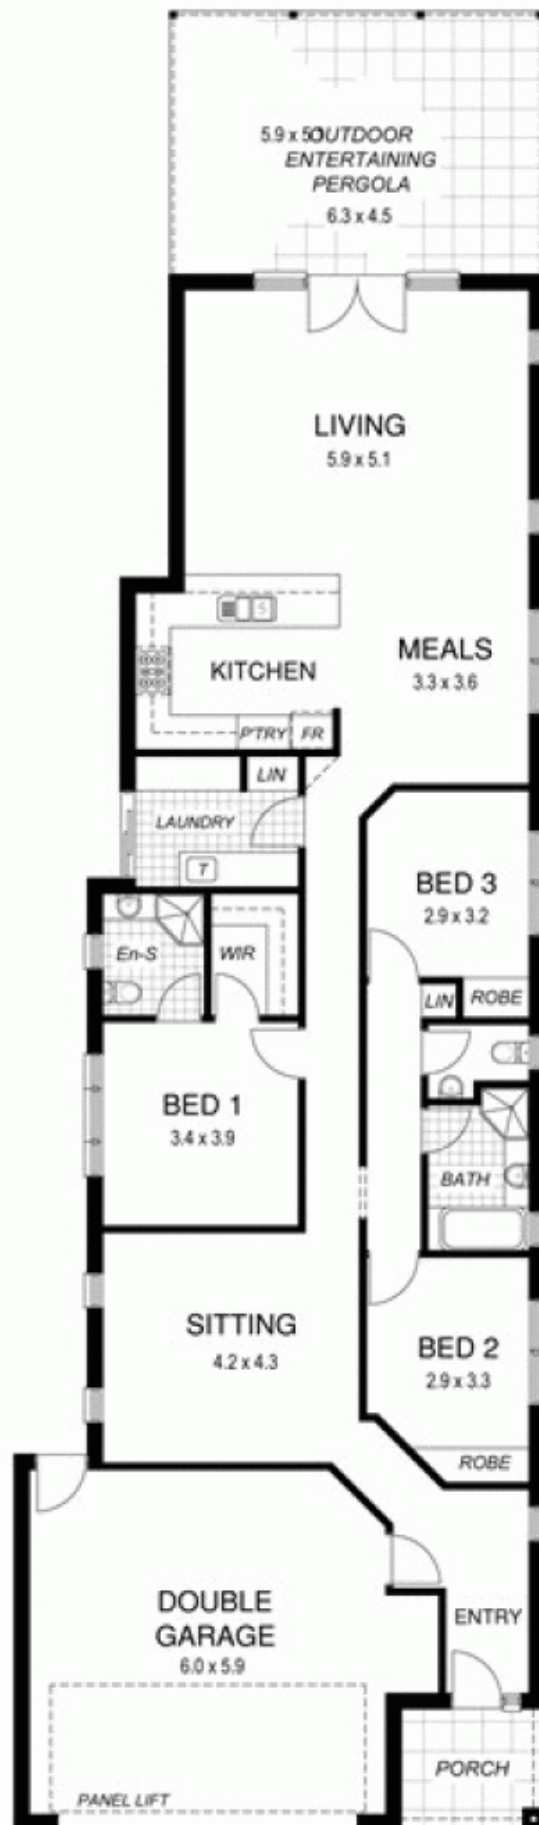 5.9 x 5.0
OUTDOOR
ENTERTAINING
PERGOLA
6.3 x 4.5
LIVING
5.9 x 5.1
S
KITCHEN
MEALS
3.3 x 3.6
P'TRY
FR
LIN
LAUNDRY
T
BED 3
2.9 x 3.2
En-S
WIR
LIN
ROBE
BED 1
3.4 x 3.9
BATH
SITTING
4.2 x 4.3
BED 2
2.9 x 3.3
ROBE
DOUBLE
GARAGE
6.0 x 5.9
ENTRY
PORCH
PANEL LIFT